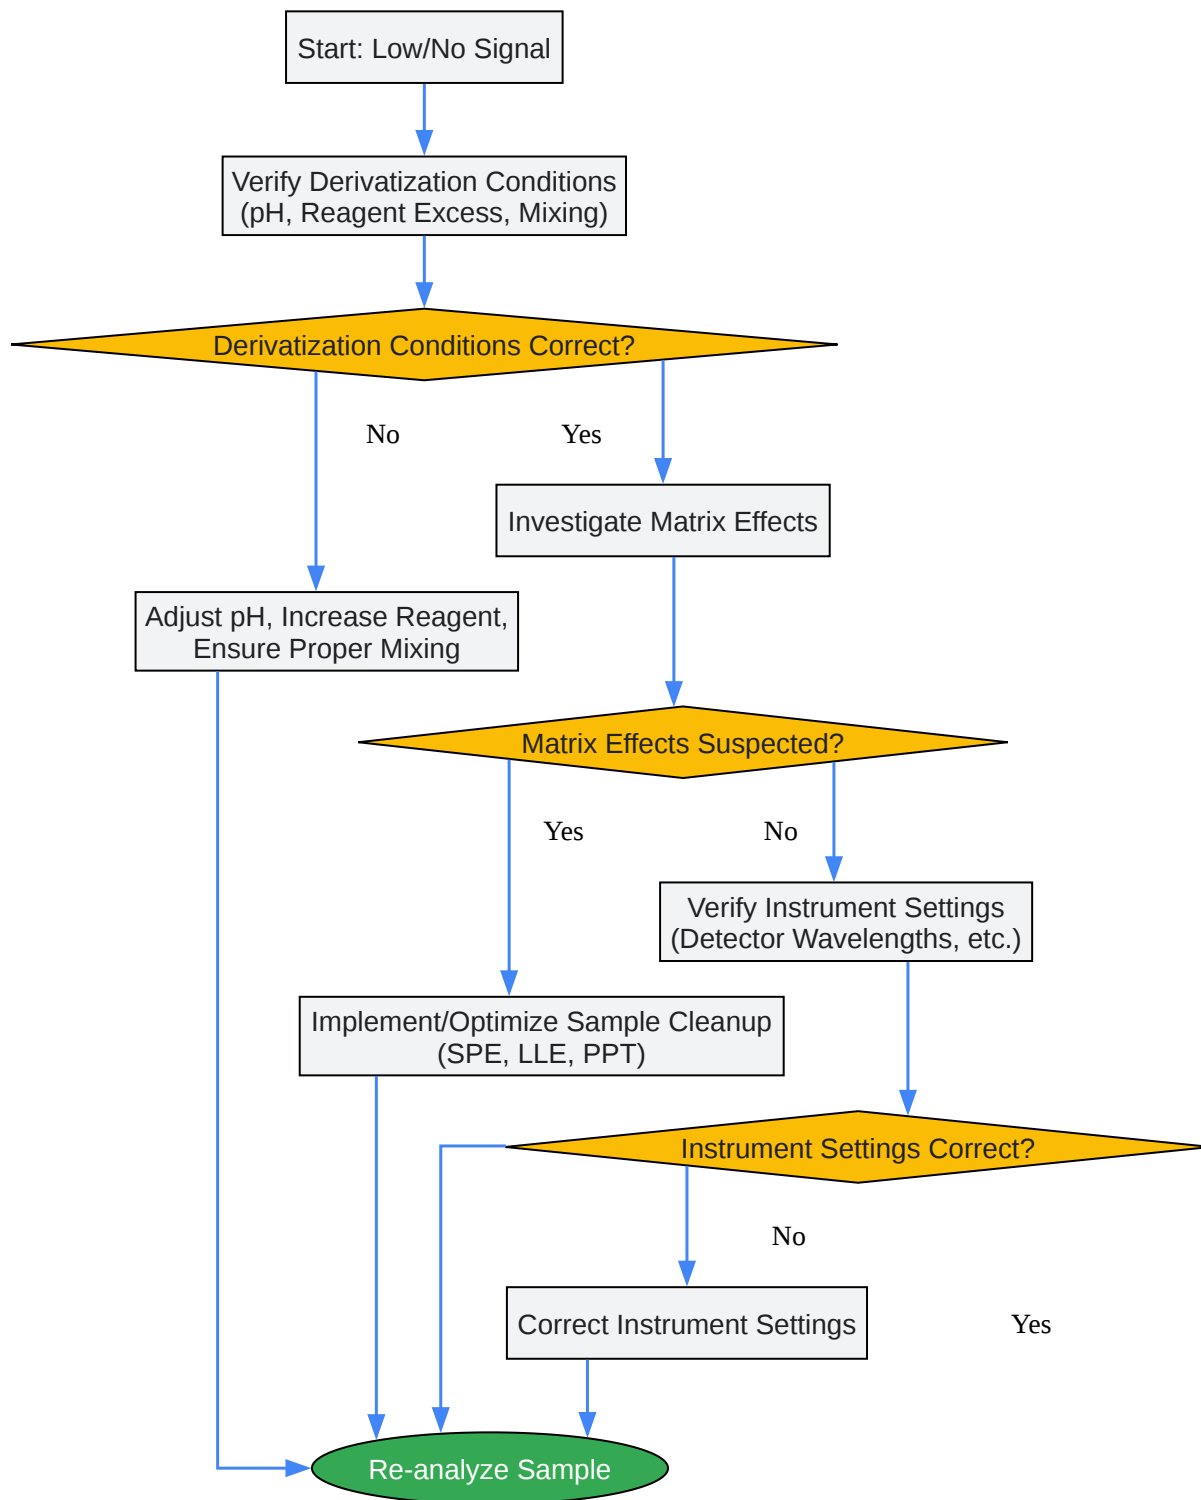 Start: Low/No Signal
Verify Derivatization Conditions
(pH, Reagent Excess, Mixing)
Derivatization Conditions Correct?
No
Yes
Investigate Matrix Effects
Adjust pH, Increase Reagent,
Ensure Proper Mixing
Matrix Effects Suspected?
Yes
No
Verify Instrument Settings
(Detector Wavelengths, etc.)
Implement/Optimize Sample Cleanup
(SPE, LLE, PPT)
Instrument Settings Correct?
No
Correct Instrument Settings
Yes
Re-analyze Sample